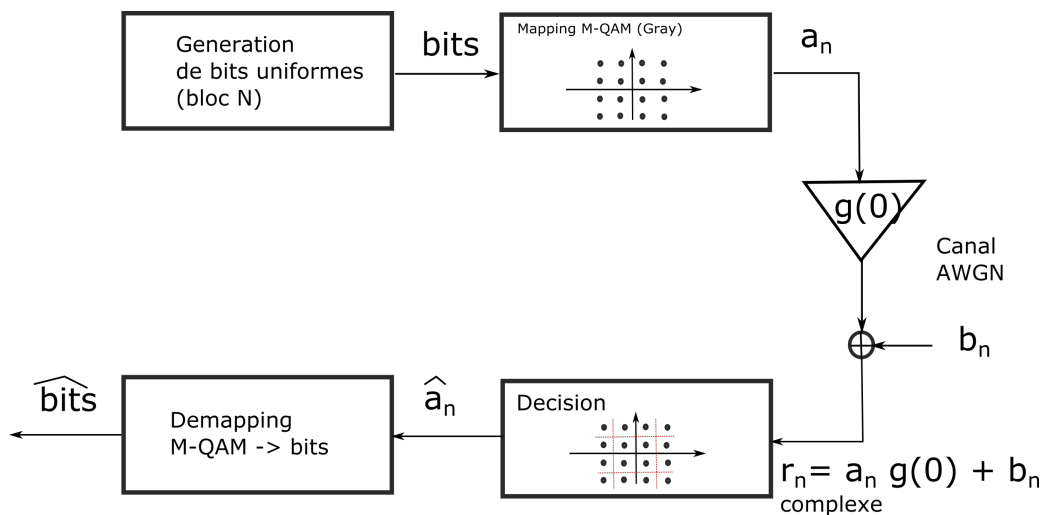 Generation
de bits uniformes
(bloc N)
bits
Mapping M-QAM (Gray)
aₙ
g(0)
Canal
AWGN
bₙ
rₙ= aₙ g(0) + bₙ
complexe
Decision
âₙ
Demapping
M-QAM -> bits
\widehat{bits}